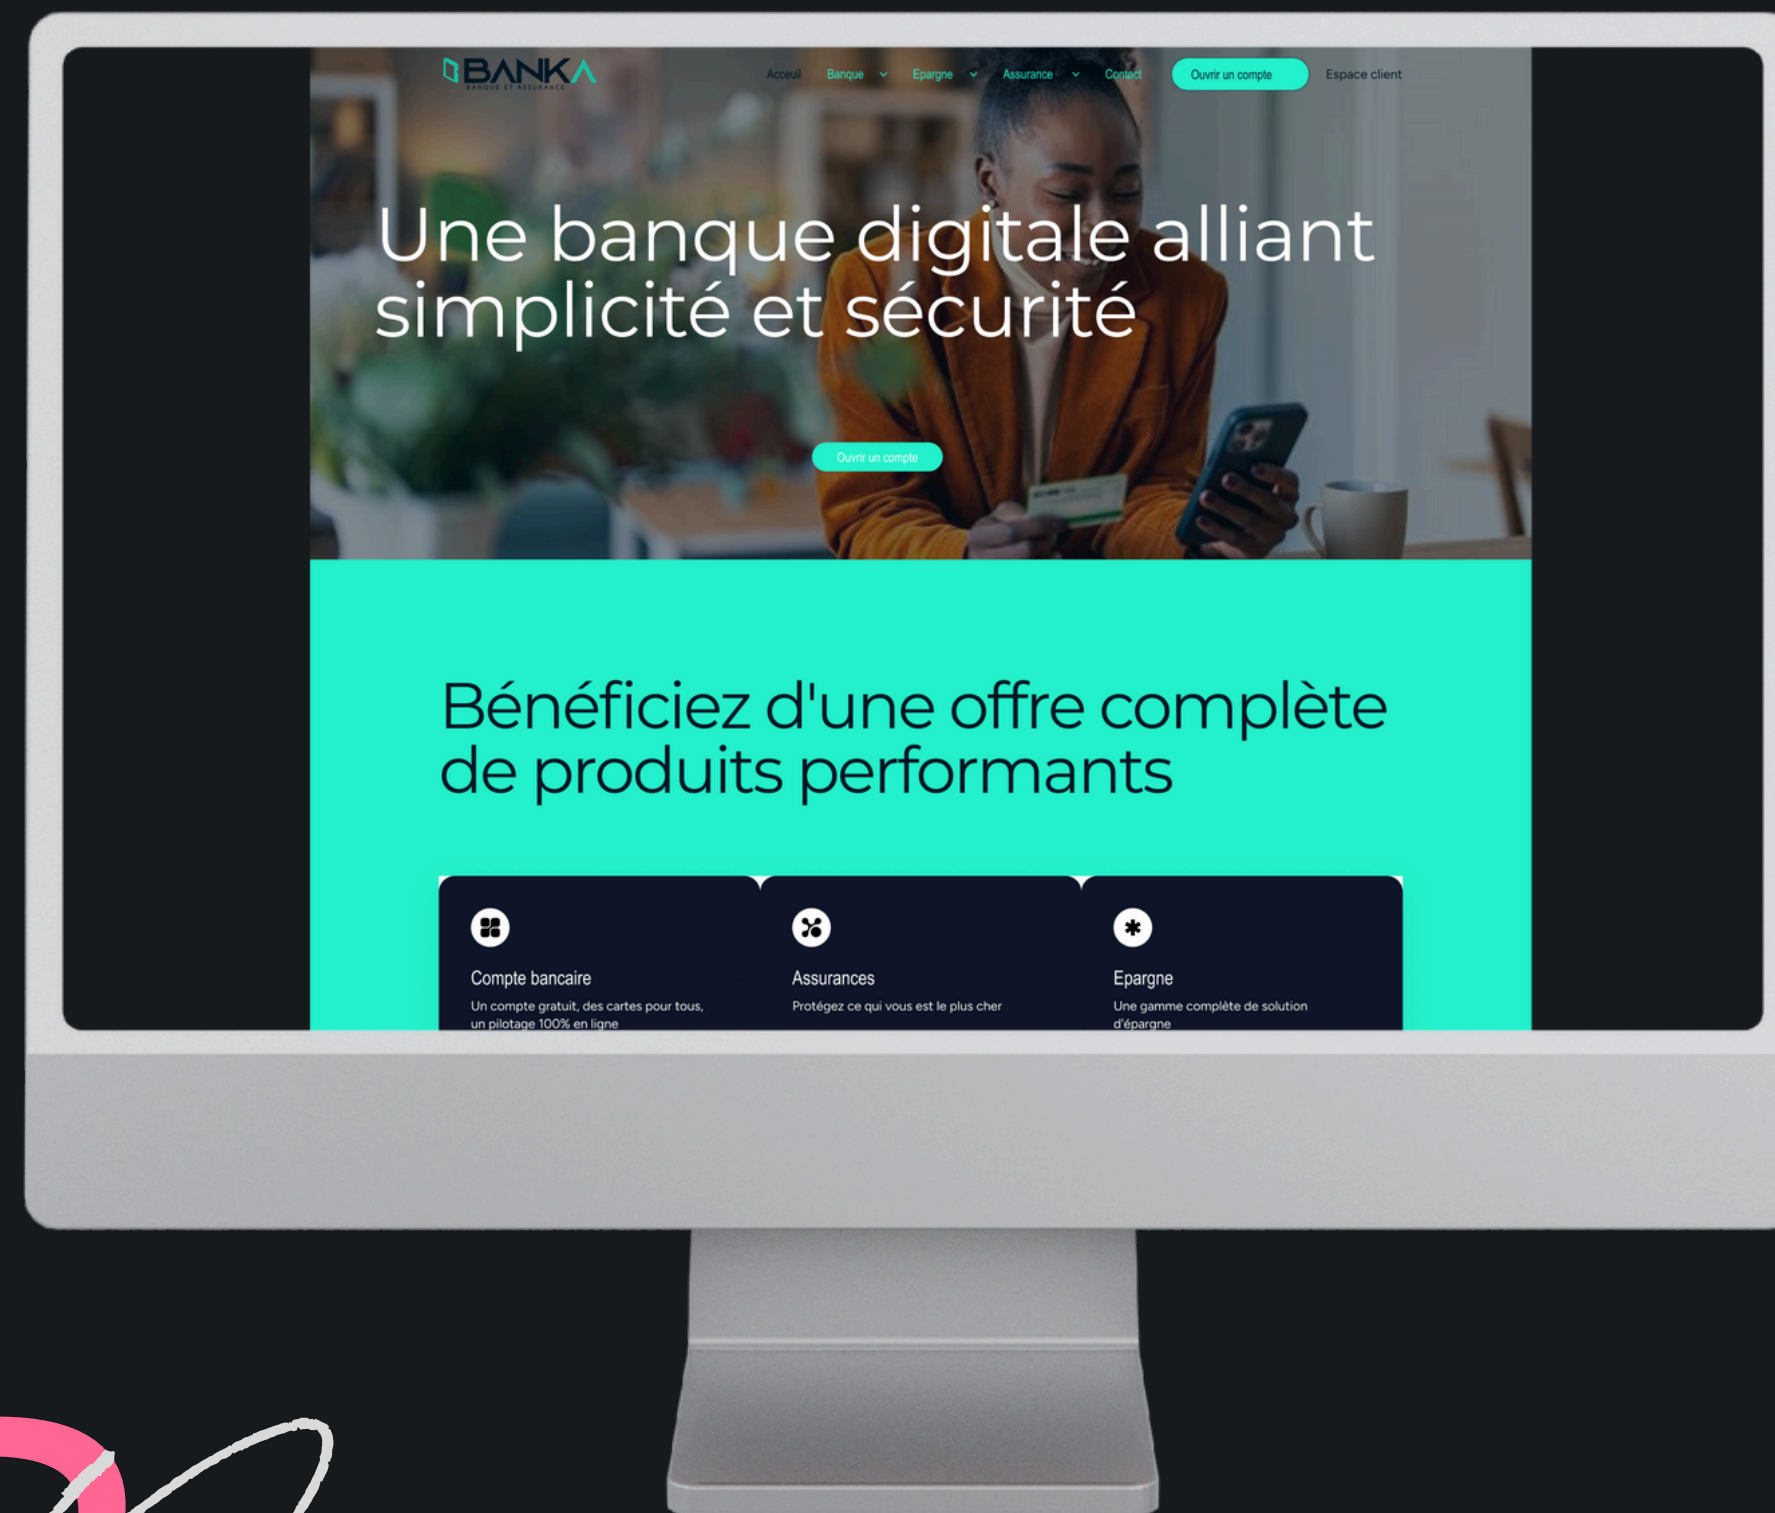 BANKA
BANQUE ET ASSURANCE
Acceuil Banque Epargne Assurance Contact Ouvrir un compte Espace client
Une banque digitale alliant
simplicité et sécurité
Ouvrir un compte
Bénéficiez d'une offre complète
de produits performants
Compte bancaire
Un compte gratuit, des cartes pour tous,
un pilotage 100% en ligne
Assurances
Protégez ce qui vous est le plus cher
Epargne
Une gamme complète de solution
d'épargne